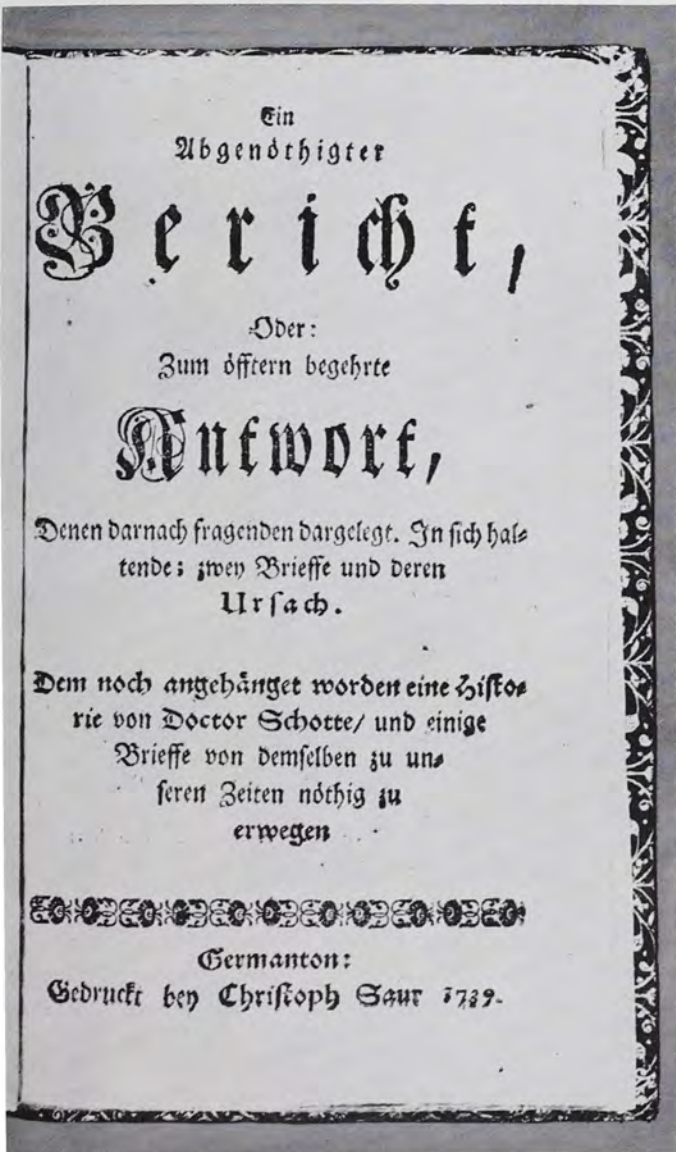 Ein
Abgenöthigter
Bericht,
Oder:
Zum öfftern begehrte
Antwort,
Denen darnach fragenden dargelegt. In sich hal-
tende; zwey Brieffe und deren
Ursach.
Dem noch angehänget worden eine Histo-
rie von Doctor Schotte/ und einige
Brieffe von demselben zu un-
seren Zeiten nöthig zu
erwegen
Germanton:
Gedruckt bey Christoph Saur 1739.